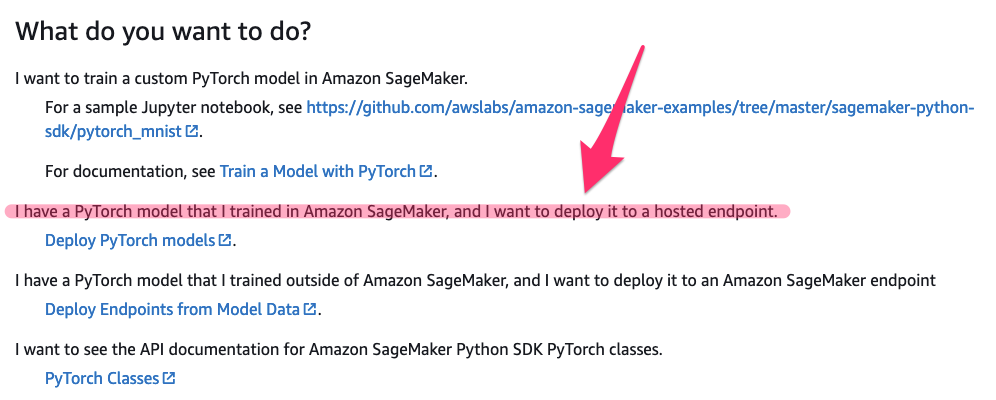 What do you want to do?
I want to train a custom PyTorch model in Amazon SageMaker.
For a sample Jupyter notebook, see https://github.com/awslabs/amazon-sagemaker-examples/tree/master/sagemaker-python-
sdk/pytorch_mnist.
For documentation, see Train a Model with PyTorch.
I have a PyTorch model that I trained in Amazon SageMaker, and I want to deploy it to a hosted endpoint.
Deploy PyTorch models.
I have a PyTorch model that I trained outside of Amazon SageMaker, and I want to deploy it to an Amazon SageMaker endpoint
Deploy Endpoints from Model Data.
I want to see the API documentation for Amazon SageMaker Python SDK PyTorch classes.
PyTorch Classes